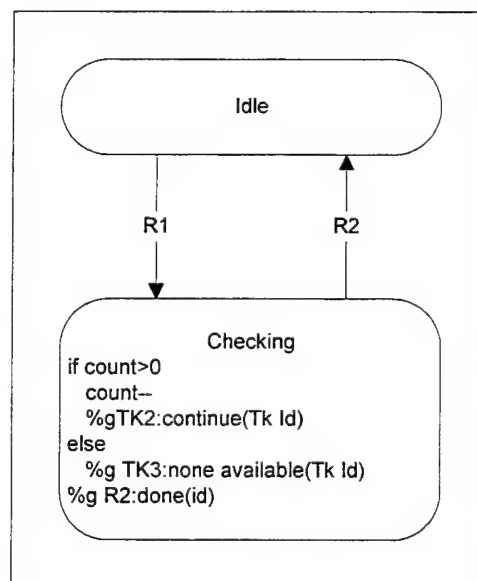 Idle
R1 R2
Checking
if count>0
count--
%gTK2:continue(Tk Id)
else
%g TK3:none available(Tk Id)
%g R2:done(id)